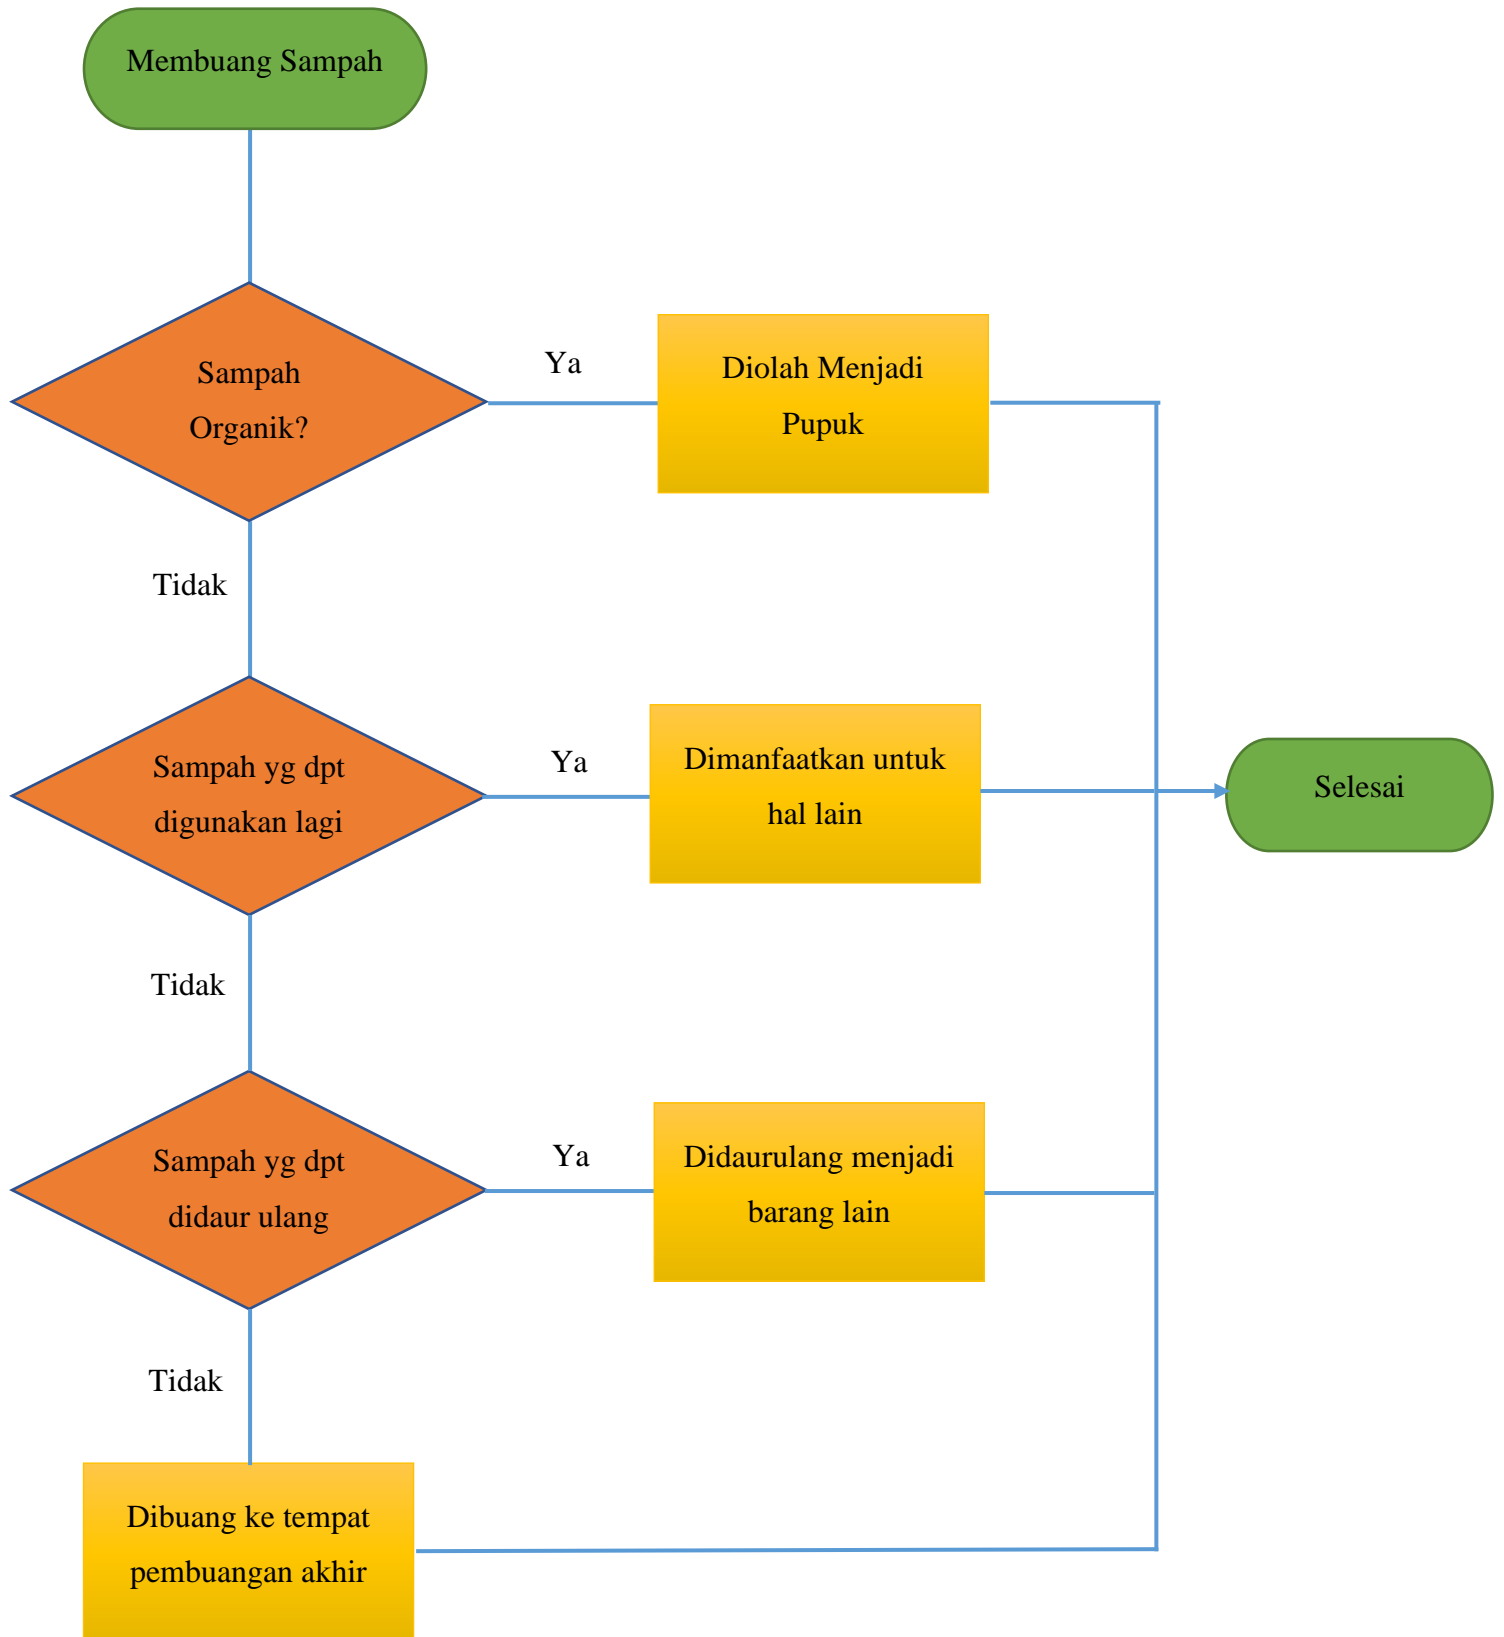 Membuang Sampah
Sampah
Organik?
Ya
Diolah Menjadi
Pupuk
Tidak
Sampah yg dpt
digunakan lagi
Ya
Dimanfaatkan untuk
hal lain
Selesai
Tidak
Sampah yg dpt
didaur ulang
Ya
Didaurulang menjadi
barang lain
Tidak
Dibuang ke tempat
pembuangan akhir